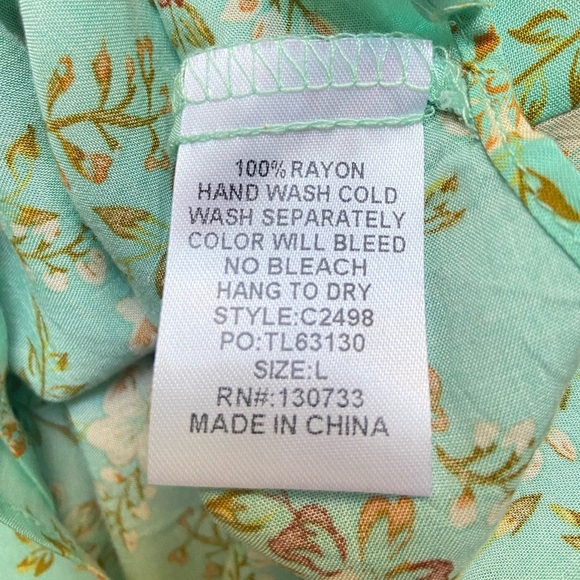 100% RAYON
HAND WASH COLD
WASH SEPARATELY
COLOR WILL BLEED
NO BLEACH
HANG TO DRY
STYLE:C2498
PO:TL63130
SIZE:L
RN#:130733
MADE IN CHINA